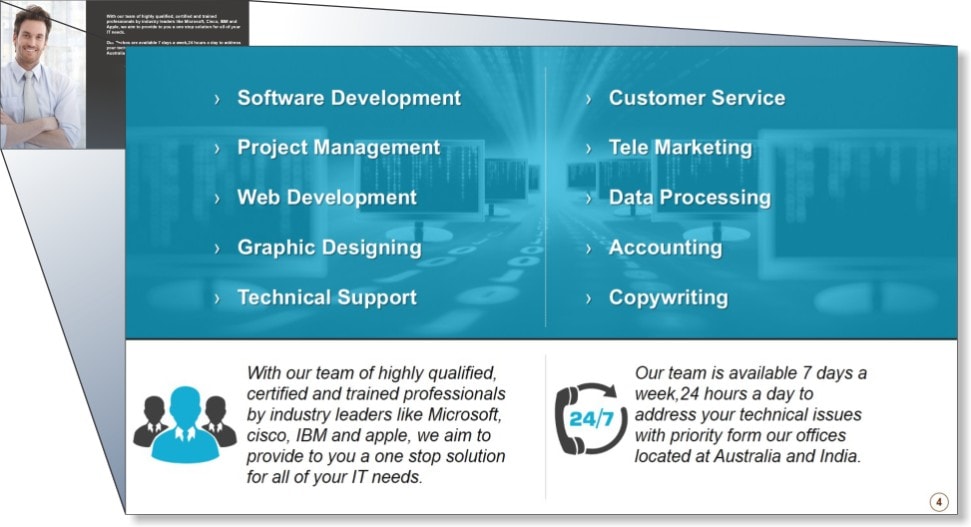 With our team of highly qualified, certified and trained
professionals by industry leaders like Microsoft, Cisco, IBM and
Apple, we aim to provide to you a one stop solution for all of your
IT needs.
are available 7 days a week,24 hours a day to address
your
Australia
› Software Development
› Project Management
› Web Development
› Graphic Designing
› Technical Support
› Customer Service
› Tele Marketing
› Data Processing
› Accounting
› Copywriting
With our team of highly qualified,
certified and trained professionals
by industry leaders like Microsoft,
cisco, IBM and apple, we aim to
provide to you a one stop solution
for all of your IT needs.
24/7
Our team is available 7 days a
week,24 hours a day to
address your technical issues
with priority form our offices
located at Australia and India.
4